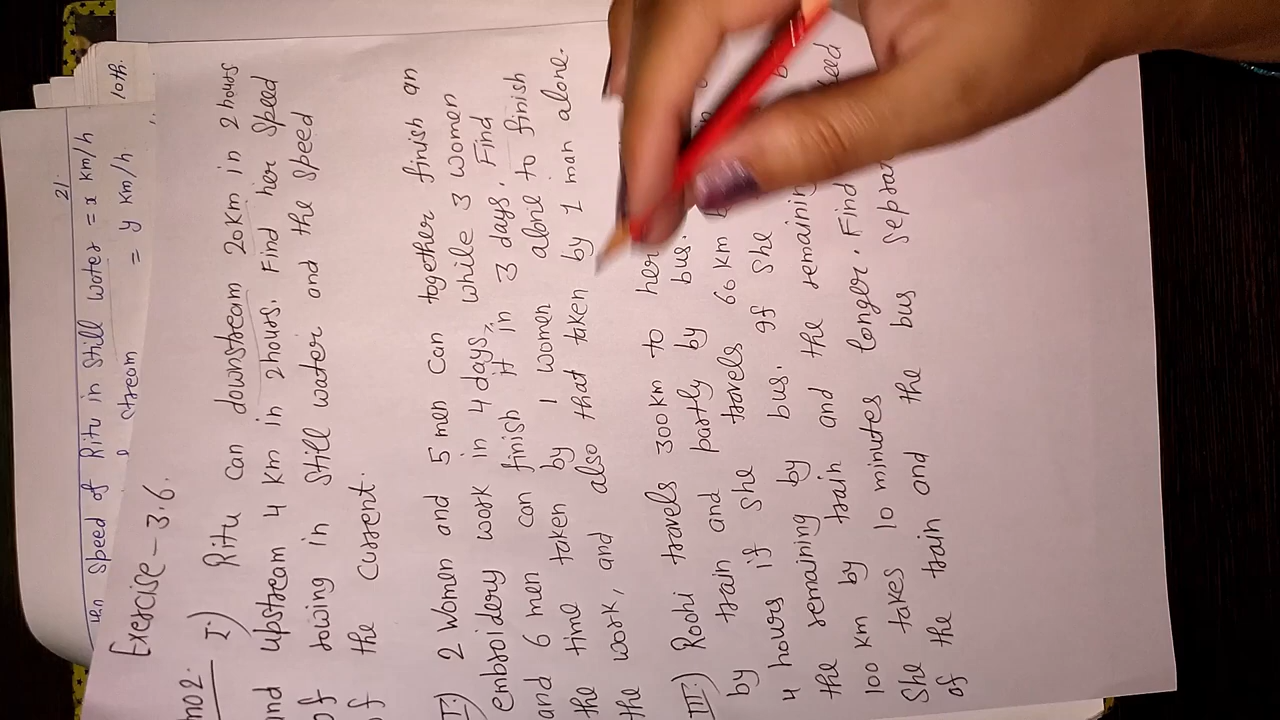 21.
Speed of Ritu in Still water = x km/h
stream = y km/h
10th.
Exercise - 3.6.
I.) Ritu can downstream 20 Km in 2 hours
upstream 4 Km in 2 hours. Find her Speed
rowing in Still water and the Speed
the Current.
2 Women and 5 men can together finish an
embroidery work in 4 days, while 3 women
and 6 men can finish it in 3 days. Find
the time taken by 1 women alone to finish
the work, and also that taken by 1 man alone.
III.) Roohi travels 300 km to her
by train and partly by bus.
4 hours if she travels 60 km
the remaining by bus. If She
100 km by train and the
She takes 10 minutes longer. Find
of the train and the bus